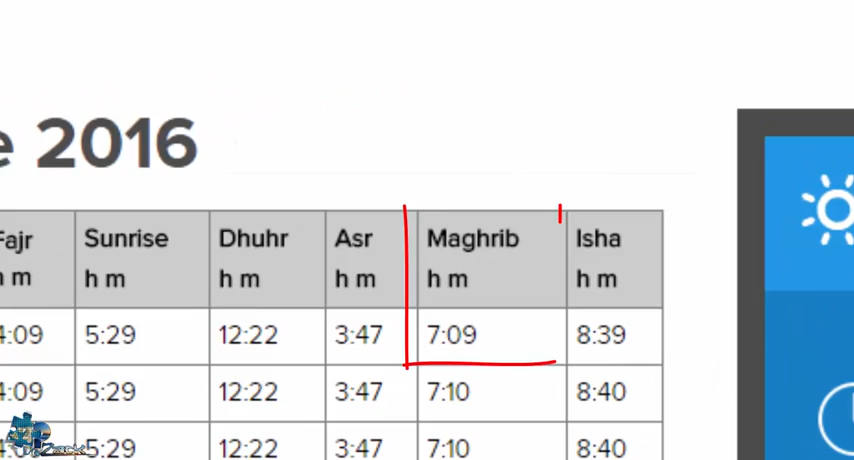 e 2016
Fajr Sunrise Dhuhr Asr Maghrib Isha
h m h m h m h m h m h m
4:09 5:29 12:22 3:47 7:09 8:39
4:09 5:29 12:22 3:47 7:10 8:40
5:29 12:22 3:47 7:10 8:40